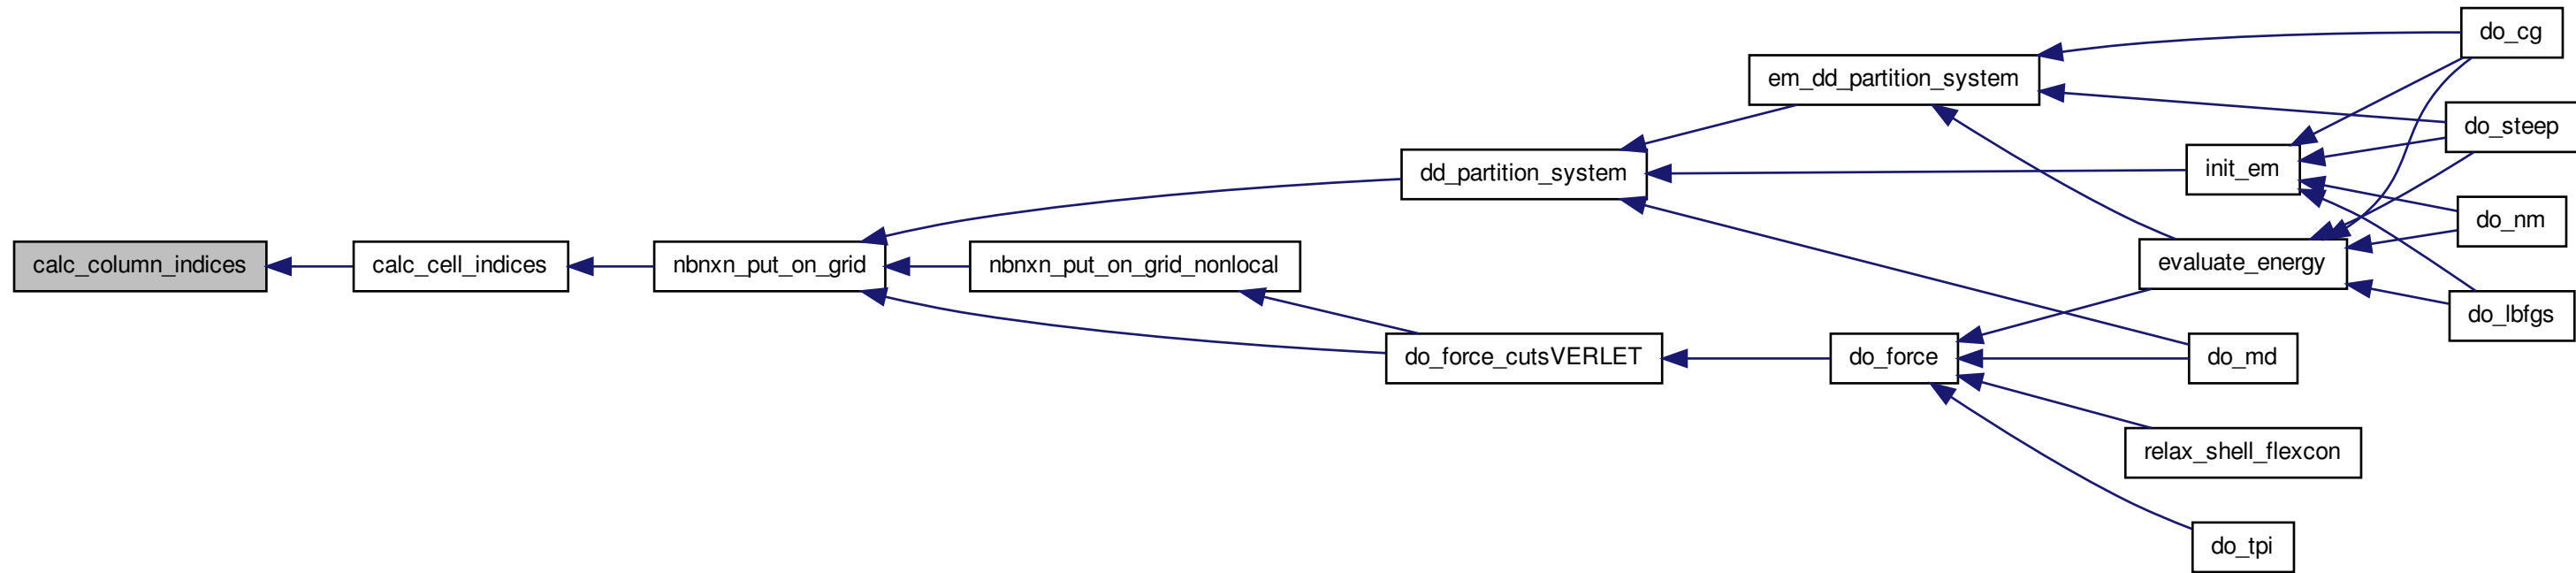 calc_column_indices
calc_cell_indices
nbnxn_put_on_grid
nbnxn_put_on_grid_nonlocal
dd_partition_system
do_force_cutsVERLET
em_dd_partition_system
do_force
init_em
evaluate_energy
do_md
relax_shell_flexcon
do_tpi
do_cg
do_steep
do_nm
do_lbfgs